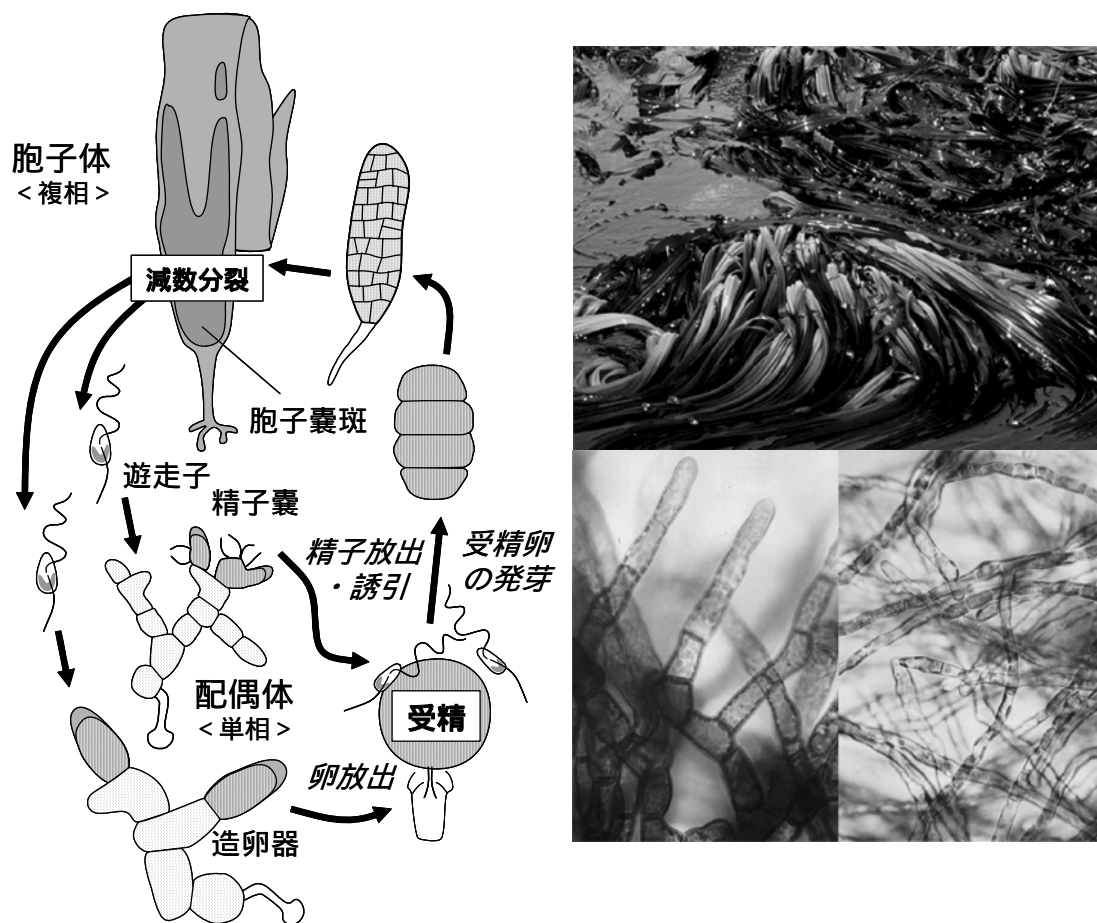 胞子体
＜複相＞
減数分裂
胞子嚢斑
遊走子
精子嚢
精子放出
・誘引
受精卵
の発芽
配偶体
＜単相＞
受精
卵放出
造卵器